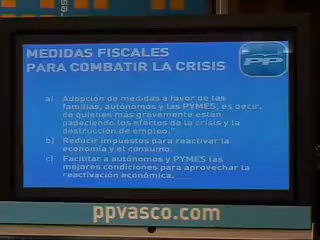 MEDIDAS FISCALES
PARA COMBATIR LA CRISIS
PP
a) Adopción de medidas a favor de las
familias, autónomos y las PYMES, es decir,
de quienes mas gravemente están
padeciendo los efectos de la crisis y la
destrucción de empleo."
b) Reducir impuestos para reactivar la
economía y el consumo.
c) Facilitar a autónomos y PYMES las
mejores condiciones para aprovechar la
reactivación económica.
ppvasco.com